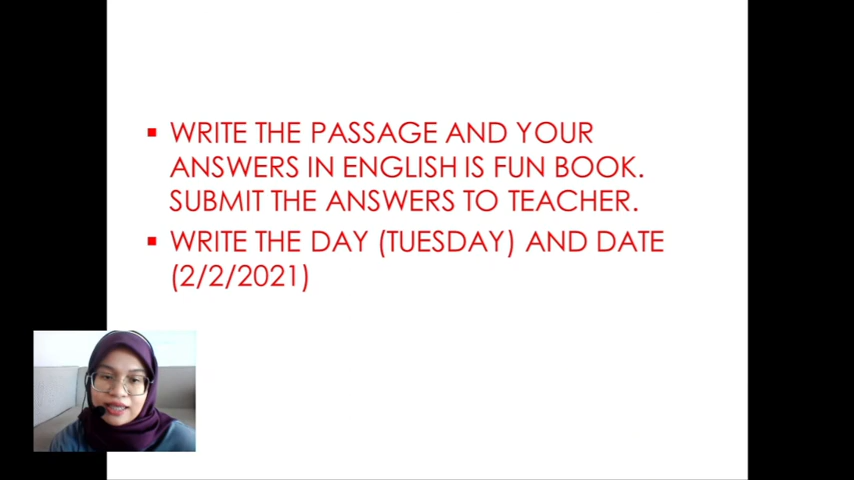 ▪ WRITE THE PASSAGE AND YOUR
ANSWERS IN ENGLISH IS FUN BOOK.
SUBMIT THE ANSWERS TO TEACHER.
▪ WRITE THE DAY (TUESDAY) AND DATE
(2/2/2021)